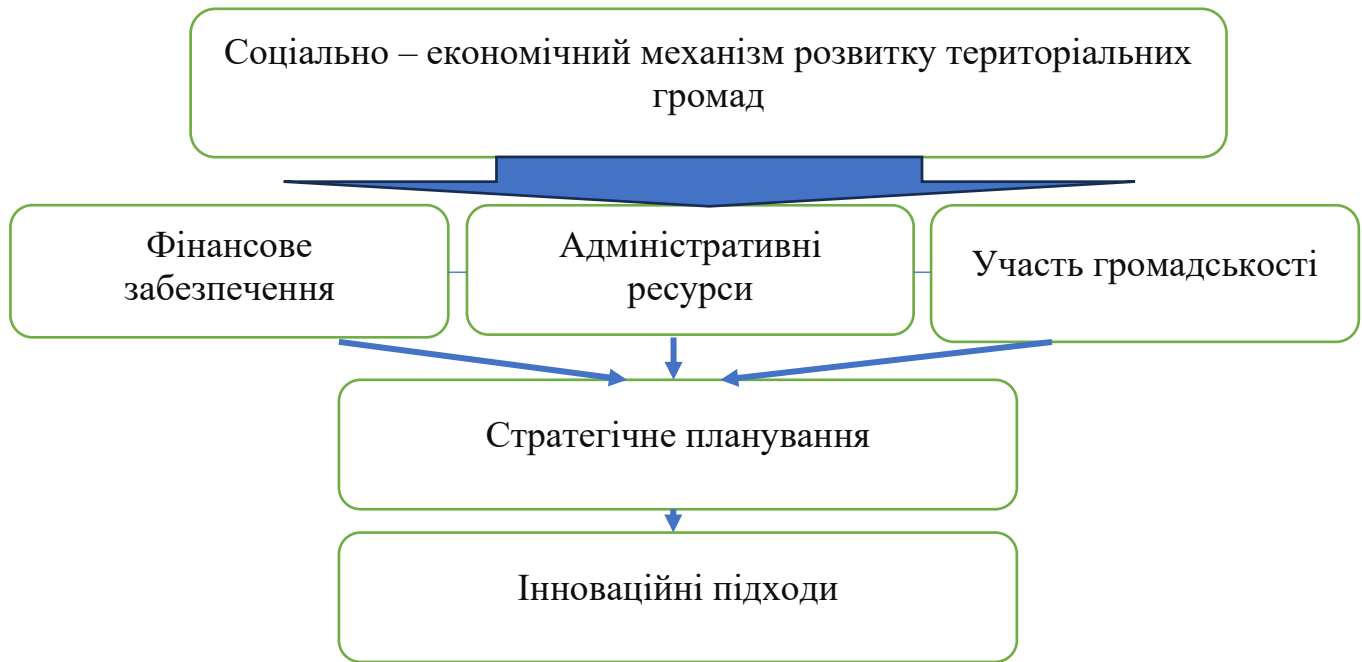 Соціально – економічний механізм розвитку територіальних
громад
Фінансове
забезпечення
Адміністративні
ресурси
Участь громадськості
Стратегічне планування
Інноваційні підходи